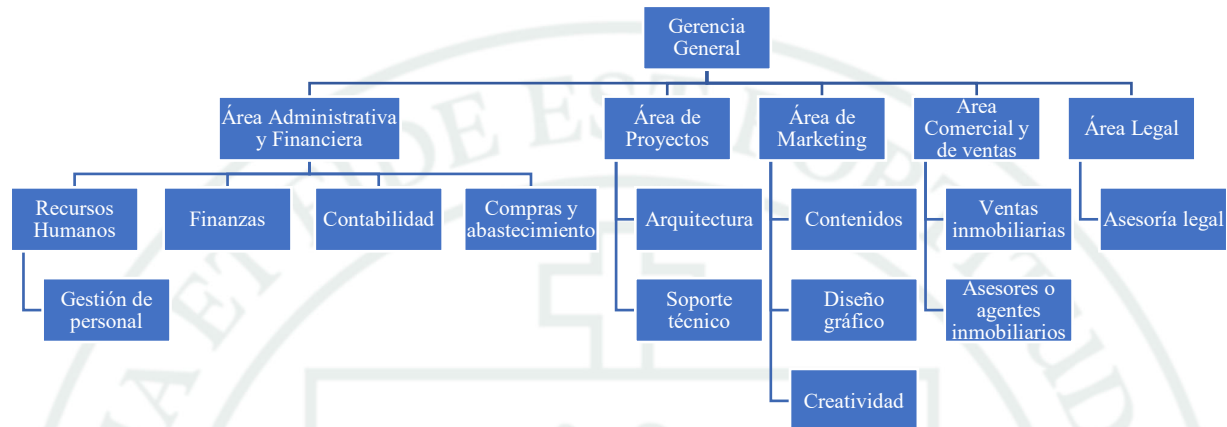 Gerencia
General
Área Administrativa
y Financiera
Área de
Proyectos
Área de
Marketing
Area
Comercial y
de ventas
Área Legal
Recursos
Humanos
Finanzas
Contabilidad
Compras y
abastecimiento
Arquitectura
Contenidos
Ventas
inmobiliarias
Asesoría legal
Gestión de
personal
Soporte
técnico
Diseño
gráfico
Asesores o
agentes
inmobiliarios
Creatividad